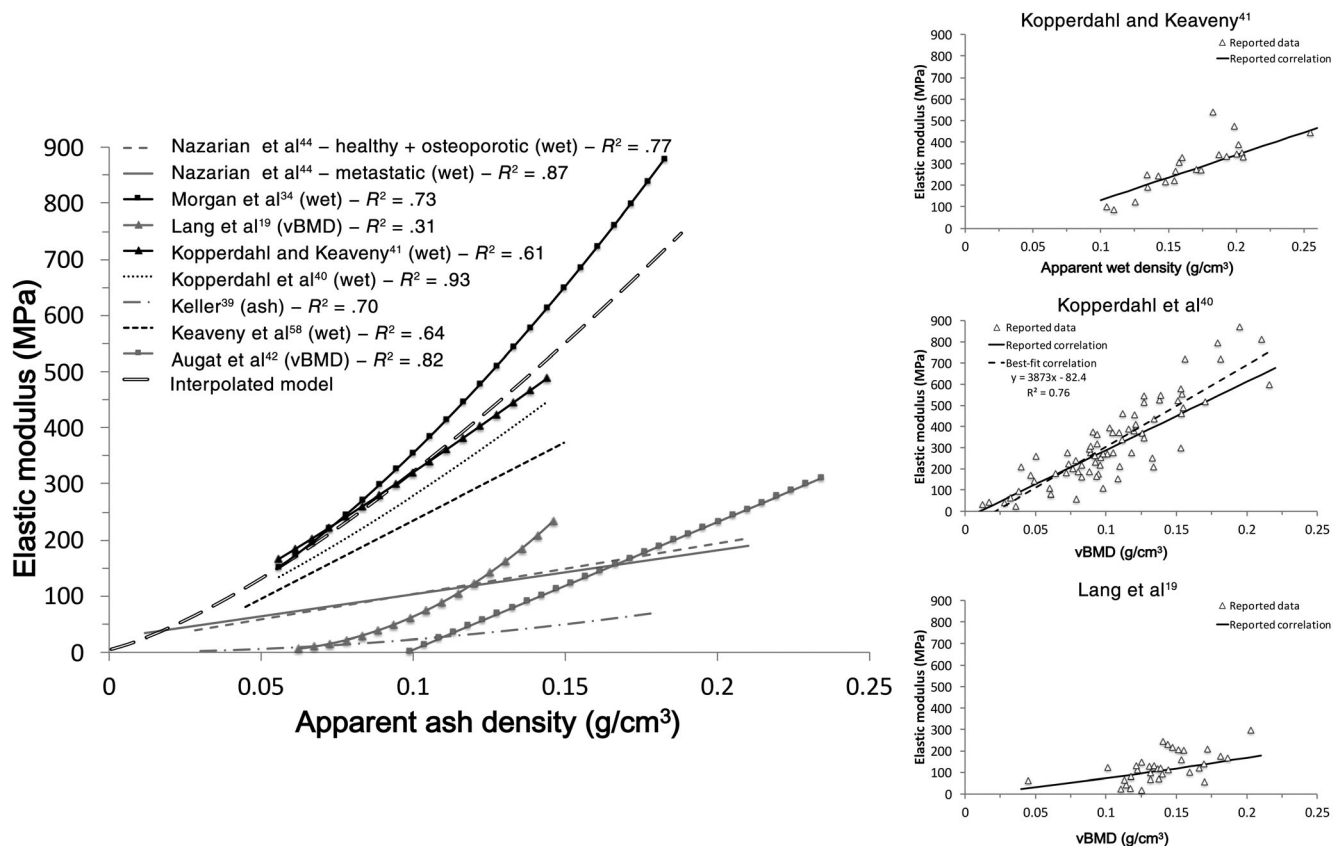 Elastic modulus (MPa)
900
800
700
600
500
400
300
200
100
0
Nazarian et al44 – healthy + osteoporotic (wet) – R2 = .77
Nazarian et al44 – metastatic (wet) – R2 = .87
Morgan et al34 (wet) – R2 = .73
Lang et al19 (vBMD) – R2 = .31
Kopperdahl and Keaveny41 (wet) – R2 = .61
Kopperdahl et al40 (wet) – R2 = .93
Keller39 (ash) – R2 = .70
Keaveny et al58 (wet) – R2 = .64
Augat et al42 (vBMD) – R2 = .82
Interpolated model
0 0.05 0.1 0.15 0.2 0.25
Apparent ash density (g/cm3)
Kopperdahl and Keaveny41
Elastic modulus (MPa)
900
800
700
600
500
400
300
200
100
0
Reported data
Reported correlation
0 0.05 0.1 0.15 0.2 0.25
Apparent wet density (g/cm3)
Kopperdahl et al40
Elastic modulus (MPa)
900
800
700
600
500
400
300
200
100
0
Reported data
Reported correlation
Best-fit correlation
y = 3873x - 82.4
R2 = 0.76
0 0.05 0.1 0.15 0.2 0.25
vBMD (g/cm3)
Lang et al19
Elastic modulus (MPa)
900
800
700
600
500
400
300
200
100
0
Reported data
Reported correlation
0 0.05 0.1 0.15 0.2 0.25
vBMD (g/cm3)